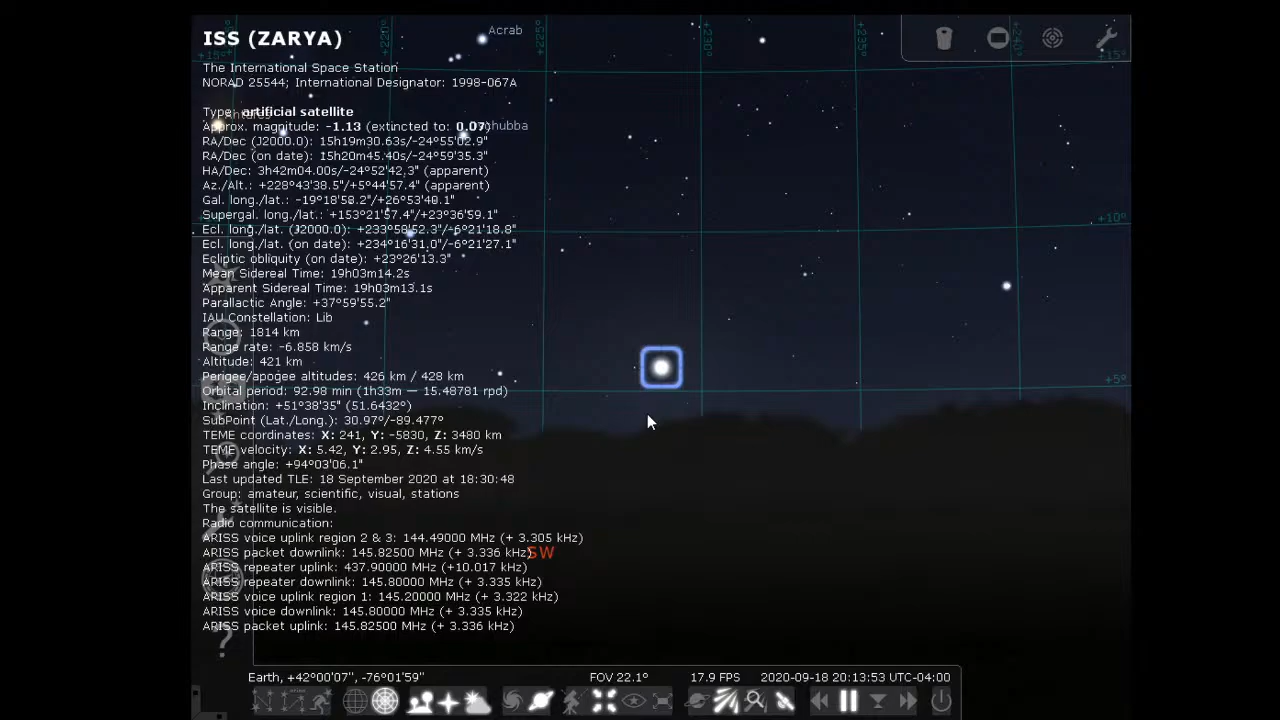 ISS (ZARYA)
Acrab
+15°
+220°
+225°
+230°
+235°
+240°
+15°
The International Space Station
NORAD 25544; International Designator: 1998-067A
Type: artificial satellite
Antares
Approx. magnitude: -1.13 (extincted to: 0.07)
RA/Dec (J2000.0): 15h19m30.63s/-24°55'02.9"
RA/Dec (on date): 15h20m45.40s/-24°59'35.3"
HA/Dec: 3h42m04.00s/-24°52'42.3" (apparent)
Az./Alt.: +228°43'38.5"/+5°44'57.4" (apparent)
Gal. long./lat.: -19°18'58.2"/+26°53'48.1"
Supergal. long./lat.: +153°21'57.4"/+23°36'59.1"
+10°
Ecl. long./lat. (J2000.0): +233°59'52.3"/-6°21'18.8"
Ecl. long./lat. (on date): +234°16'31.0"/-6°21'27.1"
Ecliptic obliquity (on date): +23°26'13.3"
Mean Sidereal Time: 19h03m14.2s
Apparent Sidereal Time: 19h03m13.1s
Parallactic Angle: +37°59'55.2"
IAU Constellation: Lib
Range: 1814 km
Range rate: -6.858 km/s
Altitude: 421 km
Perigee/apogee altitudes: 426 km / 428 km
+5°
Orbital period: 92.98 min (1h33m — 15.48781 rpd)
Inclination: +51°38'35" (51.6432°)
SubPoint (Lat./Long.): 30.97°/-89.477°
TEME coordinates: X: 241, Y: -5830, Z: 3480 km
TEME velocity: X: 5.42, Y: 2.95, Z: 4.55 km/s
Phase angle: +94°03'06.1"
Last updated TLE: 18 September 2020 at 18:30:48
Group: amateur, scientific, visual, stations
The satellite is visible.
Radio communication:
ARISS voice uplink region 2 & 3: 144.49000 MHz (+ 3.305 kHz)
ARISS packet downlink: 145.82500 MHz (+ 3.336 kHz)
SW
ARISS repeater uplink: 437.90000 MHz (+10.017 kHz)
ARISS repeater downlink: 145.80000 MHz (+ 3.335 kHz)
ARISS voice uplink region 1: 145.20000 MHz (+ 3.322 kHz)
ARISS voice downlink: 145.80000 MHz (+ 3.335 kHz)
ARISS packet uplink: 145.82500 MHz (+ 3.336 kHz)
?
Earth, +42°00'07", -76°01'59"
FOV 22.1°
17.9 FPS
2020-09-18 20:13:53 UTC-04:00